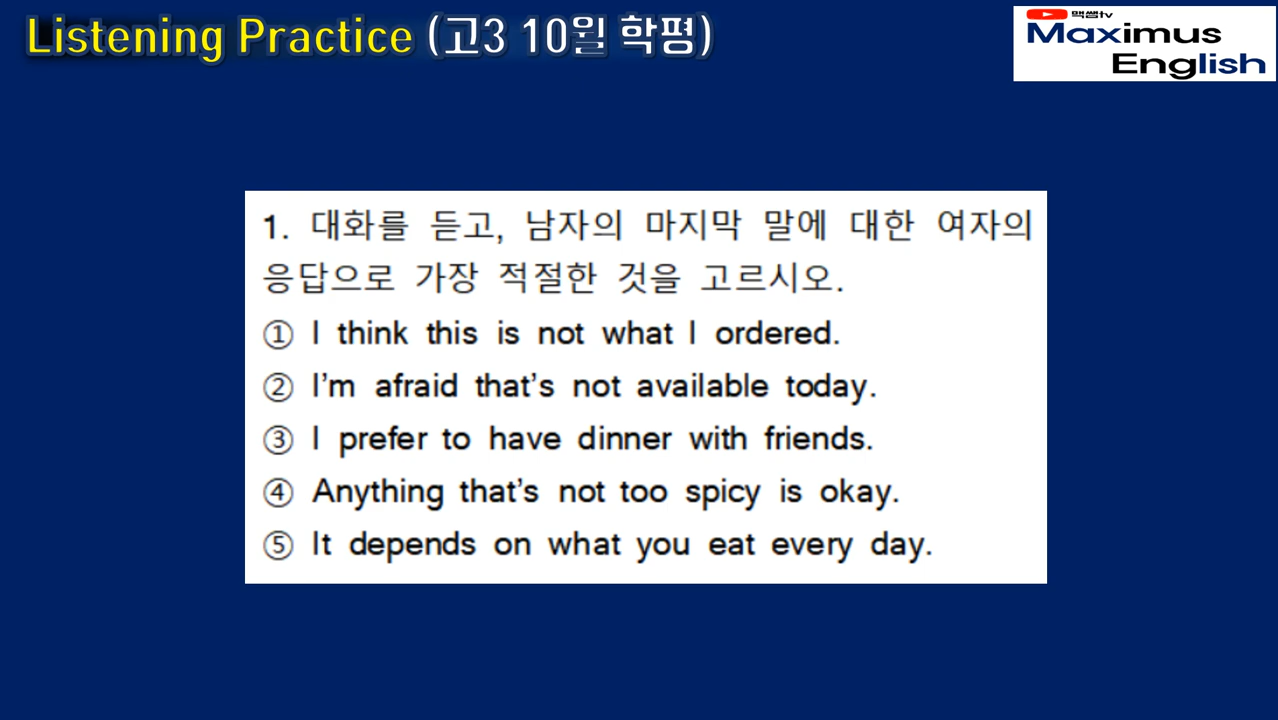 Listening Practice (고3 10월 학평)
맥쌤tv
Maximus
English
1. 대화를 듣고, 남자의 마지막 말에 대한 여자의
응답으로 가장 적절한 것을 고르시오.
① I think this is not what I ordered.
② I'm afraid that's not available today.
③ I prefer to have dinner with friends.
④ Anything that's not too spicy is okay.
⑤ It depends on what you eat every day.